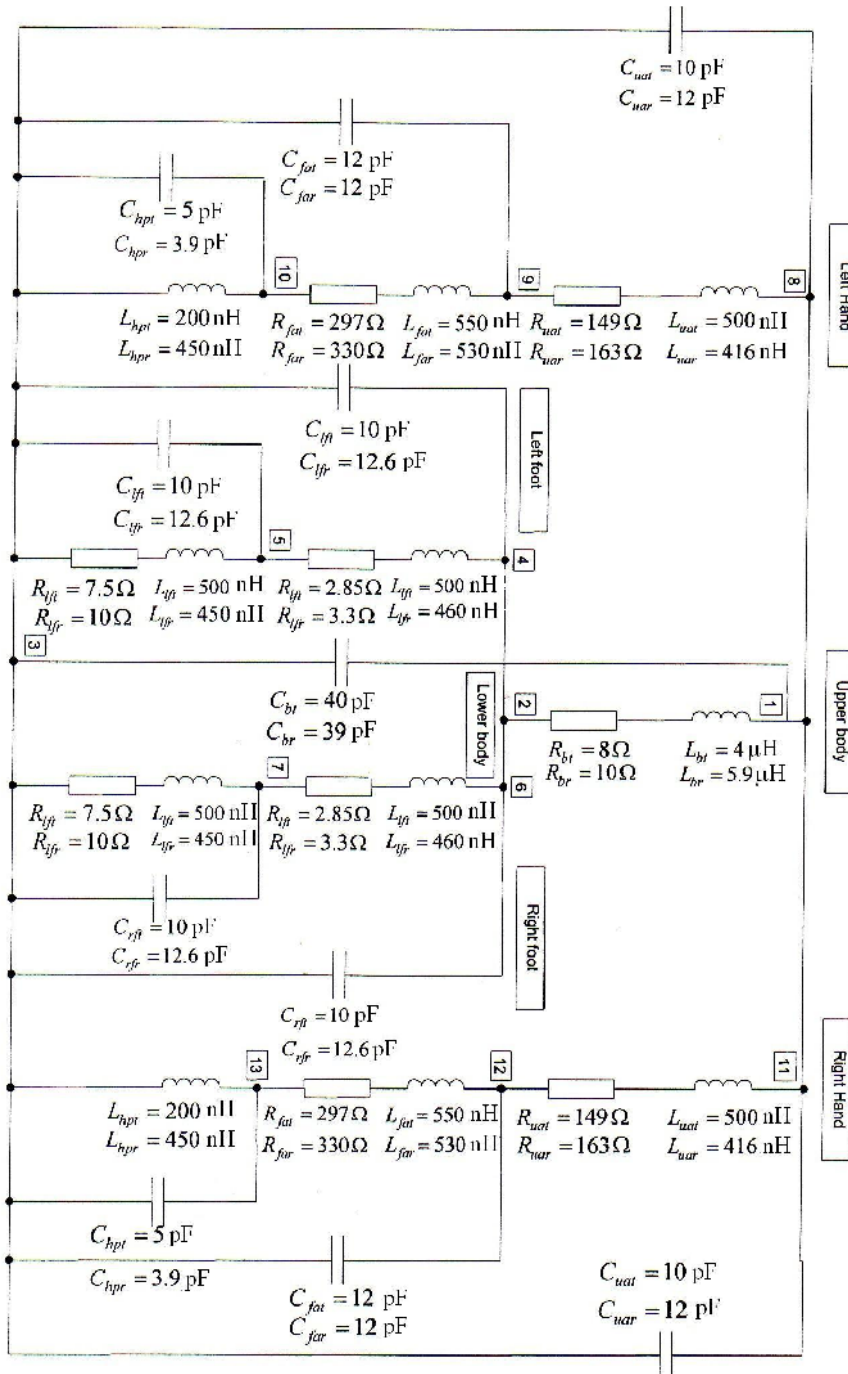 C_uat = 10 pF
C_uar = 12 pF
C_fat = 12 pF
C_far = 12 pF
C_hpt = 5 pF
C_hpr = 3.9 pF
Left Hand
10
9
8
L_hpt = 200 nH
L_hpr = 450 nH
R_fat = 297Ω
R_far = 330Ω
L_fat = 550 nH
L_far = 530 nH
R_uat = 149Ω
R_uar = 163Ω
L_uat = 500 nH
L_uar = 416 nH
C_lft = 10 pF
C_lfr = 12.6 pF
Left foot
C_lft = 10 pF
C_lfr = 12.6 pF
5
4
R_lft = 7.5Ω
R_lfr = 10Ω
L_lft = 500 nH
L_lfr = 450 nH
R_lft = 2.85Ω
R_lfr = 3.3Ω
L_lft = 500 nH
L_lfr = 460 nH
3
C_bt = 40 pF
C_br = 39 pF
Lower body
2
1
Upper body
R_bt = 8Ω
R_br = 10Ω
L_bt = 4 μH
L_br = 5.9 μH
7
6
R_lft = 7.5Ω
R_lfr = 10Ω
L_lft = 500 nH
L_lfr = 450 nH
R_lft = 2.85Ω
R_lfr = 3.3Ω
L_lft = 500 nH
L_lfr = 460 nH
C_rft = 10 pF
C_rfr = 12.6 pF
Right foot
C_rft = 10 pF
C_rfr = 12.6 pF
13
12
11
Right Hand
L_hpt = 200 nH
L_hpr = 450 nH
R_fat = 297Ω
R_far = 330Ω
L_fat = 550 nH
L_far = 530 nH
R_uat = 149Ω
R_uar = 163Ω
L_uat = 500 nH
L_uar = 416 nH
C_hpt = 5 pF
C_hpr = 3.9 pF
C_fat = 12 pF
C_far = 12 pF
C_uat = 10 pF
C_uar = 12 pF